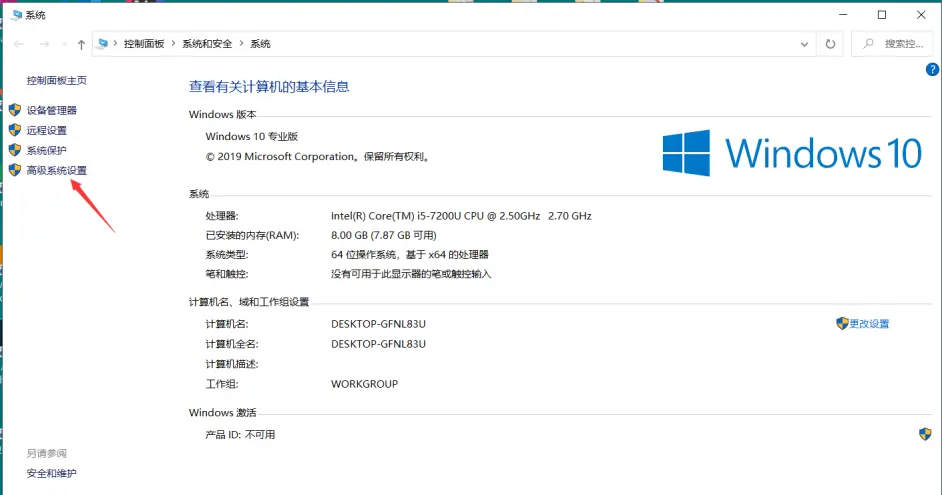 系统
控制面板 > 系统和安全 > 系统
搜索控...
控制面板主页
设备管理器
远程设置
系统保护
高级系统设置
查看有关计算机的基本信息
Windows 版本
Windows 10 专业版
© 2019 Microsoft Corporation。保留所有权利。
Windows 10
系统
处理器: Intel(R) Core(TM) i5-7200U CPU @ 2.50GHz 2.70 GHz
已安装的内存(RAM): 8.00 GB (7.87 GB 可用)
系统类型: 64 位操作系统，基于 x64 的处理器
笔和触控: 没有可用于此显示器的笔或触控输入
计算机名、域和工作组设置
计算机名: DESKTOP-GFNL83U
更改设置
计算机全名: DESKTOP-GFNL83U
计算机描述:
工作组: WORKGROUP
Windows 激活
产品 ID: 不可用
另请参阅
安全和维护